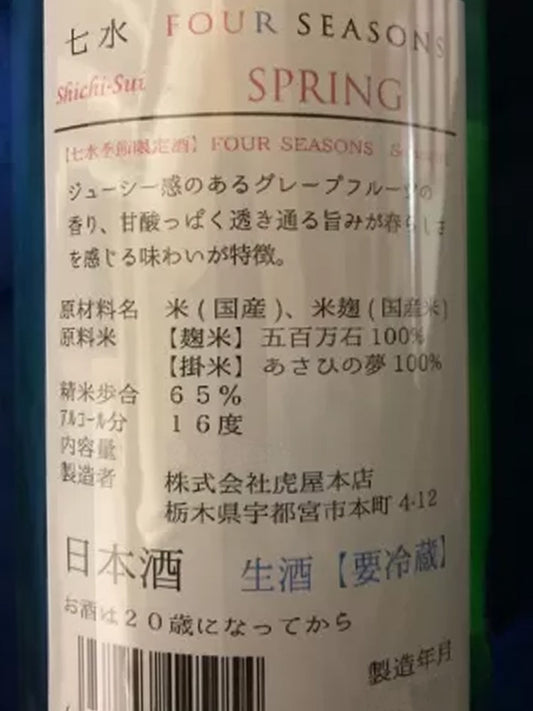 七水 FOUR SEASONS
Shichi-Sui SPRING
【七水季節限定酒】 FOUR SEASONS
ジューシー感のあるグレープフルーツの
香り、甘酸っぱく透き通る旨みが春らしさ
を感じる味わいが特徴。
原材料名 米(国産)、米麹(国産米)
原料米 【麹米】 五百万石100%
【掛米】 あさひの夢100%
精米歩合 65%
アルコール分 16度
内容量
製造者 株式会社虎屋本店
栃木県宇都宮市本町 4-12
日本酒 生酒【要冷蔵】
お酒は20歳になってから
製造年月